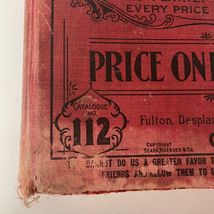 EVERY PRICE
PRICE ON
CATALOGUE
NO.
112
Fulton, Desplai
COPYRIGHT
SEARS, ROEBUCK & CO.
NOT DO US A GREATER FAVOR T
FRIENDS AND ALLOW THEM TO U